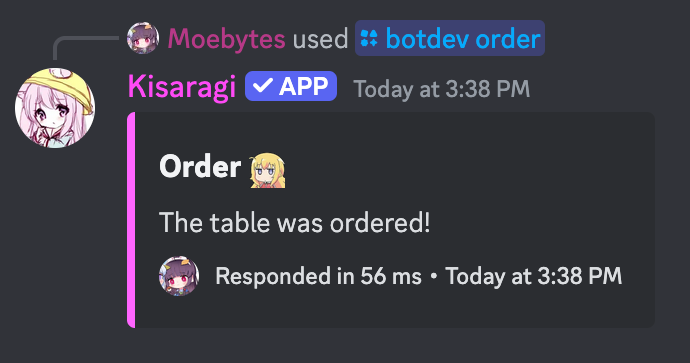 Moebytes used botdev order
Kisaragi APP Today at 3:38 PM
Order
The table was ordered!
Responded in 56 ms • Today at 3:38 PM